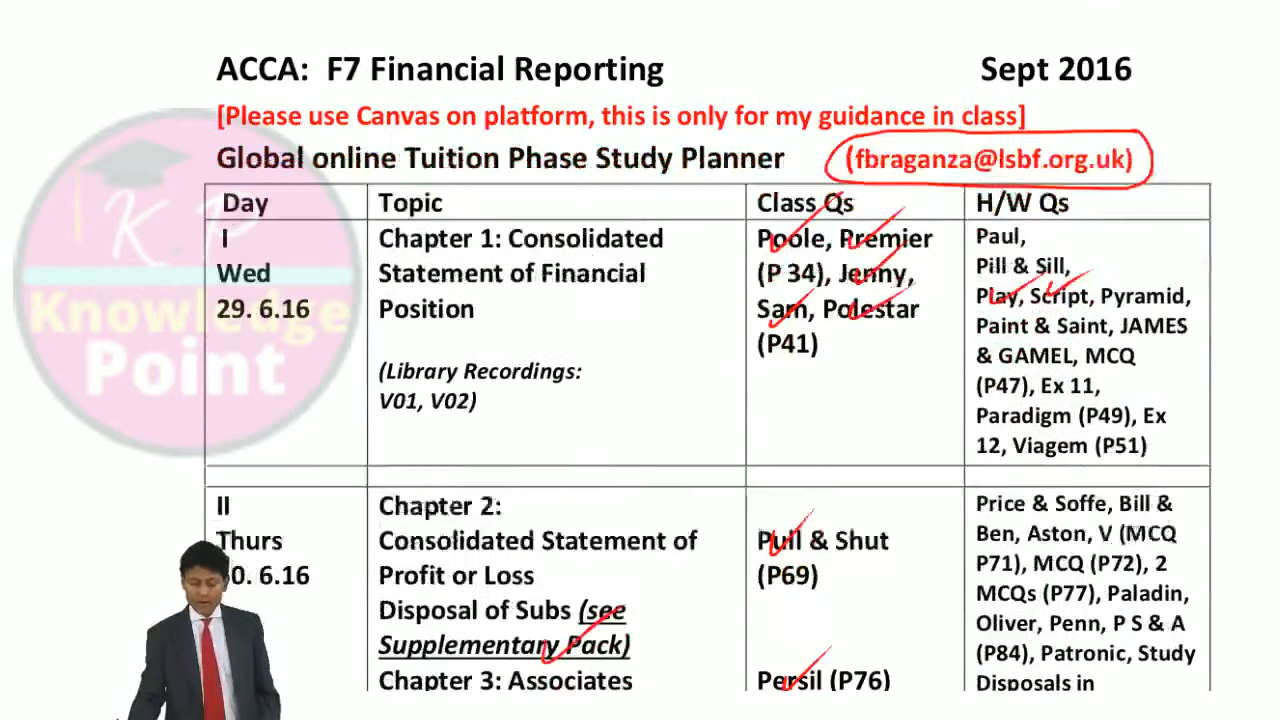 ACCA: F7 Financial Reporting Sept 2016
[Please use Canvas on platform, this is only for my guidance in class]
Global online Tuition Phase Study Planner (fbraganza@lsbf.org.uk)
Day Topic Class Qs H/W Qs
I
Wed
29. 6.16
Chapter 1: Consolidated
Statement of Financial
Position
(Library Recordings:
V01, V02)
Poole, Premier
(P 34), Jenny,
Sam, Polestar
(P41)
Paul,
Pill & Sill,
Play, Script, Pyramid,
Paint & Saint, JAMES
& GAMEL, MCQ
(P47), Ex 11,
Paradigm (P49), Ex
12, Viagem (P51)
II
Thurs
0. 6.16
Chapter 2:
Consolidated Statement of
Profit or Loss
Disposal of Subs (see
Supplementary Pack)
Chapter 3: Associates
Pull & Shut
(P69)
Persil (P76)
Price & Soffe, Bill &
Ben, Aston, V (MCQ
P71), MCQ (P72), 2
MCQs (P77), Paladin,
Oliver, Penn, P S & A
(P84), Patronic, Study
Disposals in
K.P
Knowledge
Point